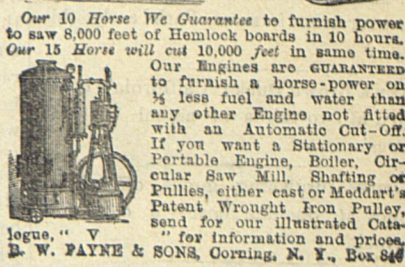 Our 10 Horse We Guarantee to furnish power
to saw 8,000 feet of Hemlock boards in 10 hours.
Our 15 Horse will cut 10,000 feet in same time.
Our Engines are GUARANTEED
to furnish a horse-power on
⅓ less fuel and water than
any other Engine not fitted
with an Automatic Cut-Off.
If you want a Stationary or
Portable Engine, Boiler, Cir-
cular Saw Mill, Shafting or
Pullies, either cast or Meddart's
Patent Wrought Iron Pulley,
send for our illustrated Cata-
logue, " V " for information and prices.
B. W. PAYNE & SONS, Corning, N. Y., Box